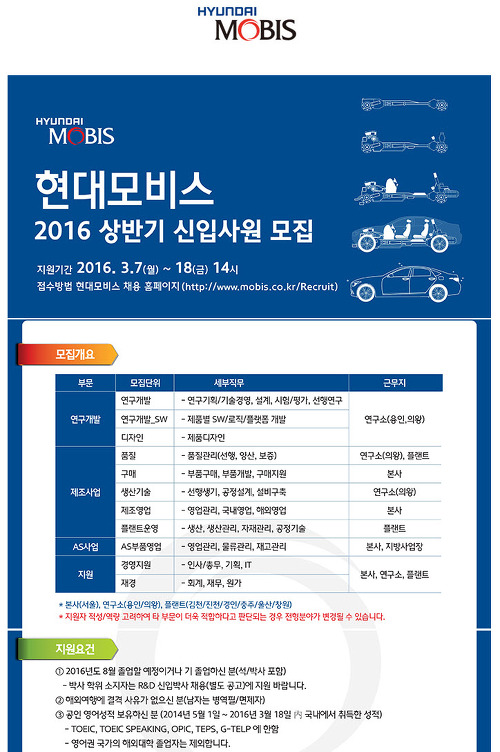 HYUNDAI
MOBIS
HYUNDAI
MOBIS
현대모비스
2016 상반기 신입사원 모집
지원기간 2016. 3.7(월) ~ 18(금) 14시
접수방법 현대모비스 채용 홈페이지(http://www.mobis.co.kr/Recruit)
모집개요
부문 모집단위 세부직무 근무지
연구개발 연구개발 - 연구기획/기술경영, 설계, 시험/평가, 선행연구 연구소(용인,의왕)
연구개발_SW - 제품별 SW/로직/플랫폼 개발
디자인 - 제품디자인
제조사업 품질 - 품질관리(선행, 양산, 보증) 연구소(의왕), 플랜트
구매 - 부품구매, 부품개발, 구매지원 본사
생산기술 - 선행생기, 공정설계, 설비구축 연구소(의왕)
제조영업 - 영업관리, 국내영업, 해외영업 본사
플랜트운영 - 생산, 생산관리, 자재관리, 공정기술 플랜트
AS사업 AS부품영업 - 영업관리, 물류관리, 재고관리 본사, 지방사업장
지원 경영지원 - 인사/총무, 기획, IT 본사, 연구소, 플랜트
재경 - 회계, 재무, 원가
* 본사(서울), 연구소(용인/의왕), 플랜트(김천/진천/경인/충주/울산/창원)
* 지원자 적성/역량 고려하여 타 부문이 더욱 적합하다고 판단되는 경우 전형분야가 변경될 수 있습니다.
지원요건
① 2016년도 8월 졸업할 예정이거나 기 졸업하신 분(석/박사 포함)
- 박사 학위 소지자는 R&D 신입박사 채용(별도 공고)에 지원 바랍니다.
② 해외여행에 결격 사유가 없으신 분(남자는 병역필/면제자)
③ 공인 영어성적 보유하신 분 (2014년 5월 1일 ~ 2016년 3월 18일 內 국내에서 취득한 성적)
- TOEIC, TOEIC SPEAKING, OPIC, TEPS, G-TELP 에 한함
- 영어권 국가의 해외대학 졸업자는 제외합니다.